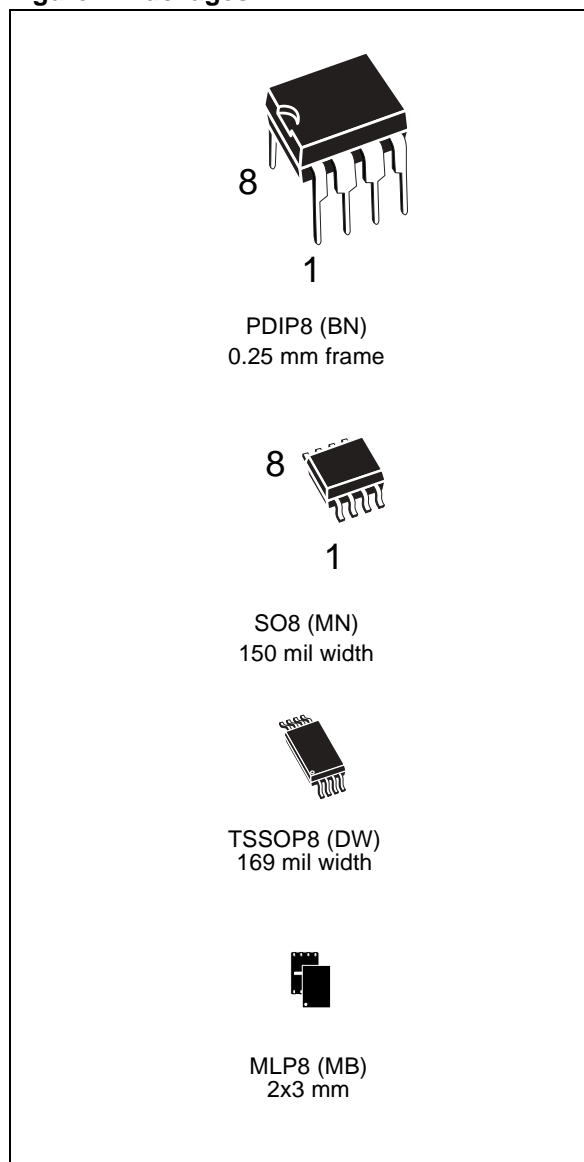 8
1
PDIP8 (BN)
0.25 mm frame
8
1
SO8 (MN)
150 mil width
TSSOP8 (DW)
169 mil width
MLP8 (MB)
2x3 mm